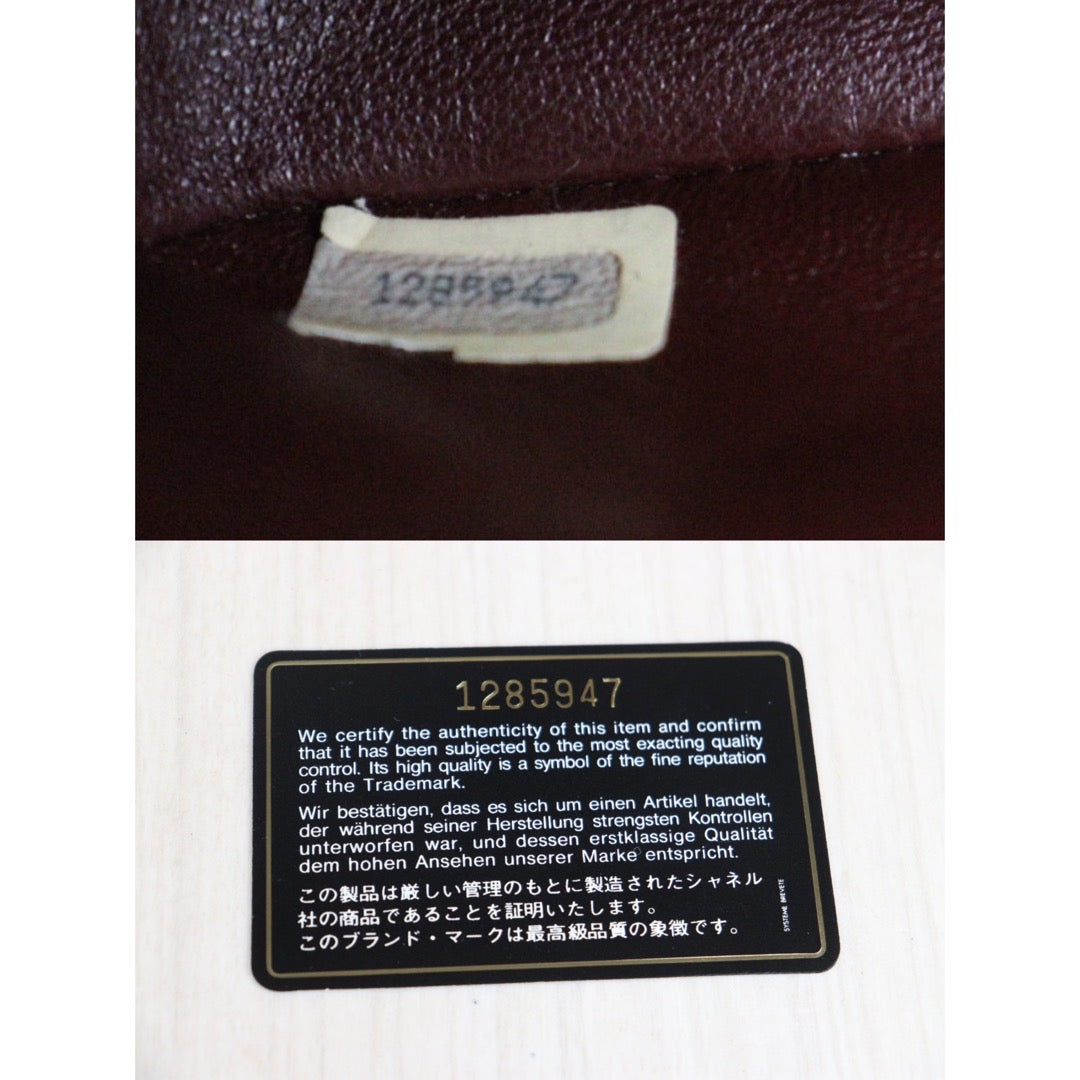 1285947
1285947
We certify the authenticity of this item and confirm
that it has been subjected to the most exacting quality
control. Its high quality is a symbol of the fine reputation
of the Trademark.
Wir bestätigen, dass es sich um einen Artikel handelt,
der während seiner Herstellung strengsten Kontrollen
unterworfen war, und dessen erstklassige Qualität
dem hohen Ansehen unserer Marke entspricht.
この製品は厳しい管理のもとに製造されたシャネル
社の商品であることを証明いたします。
このブランド・マークは最高級品質の象徴です。
SYSTEME BREVETE